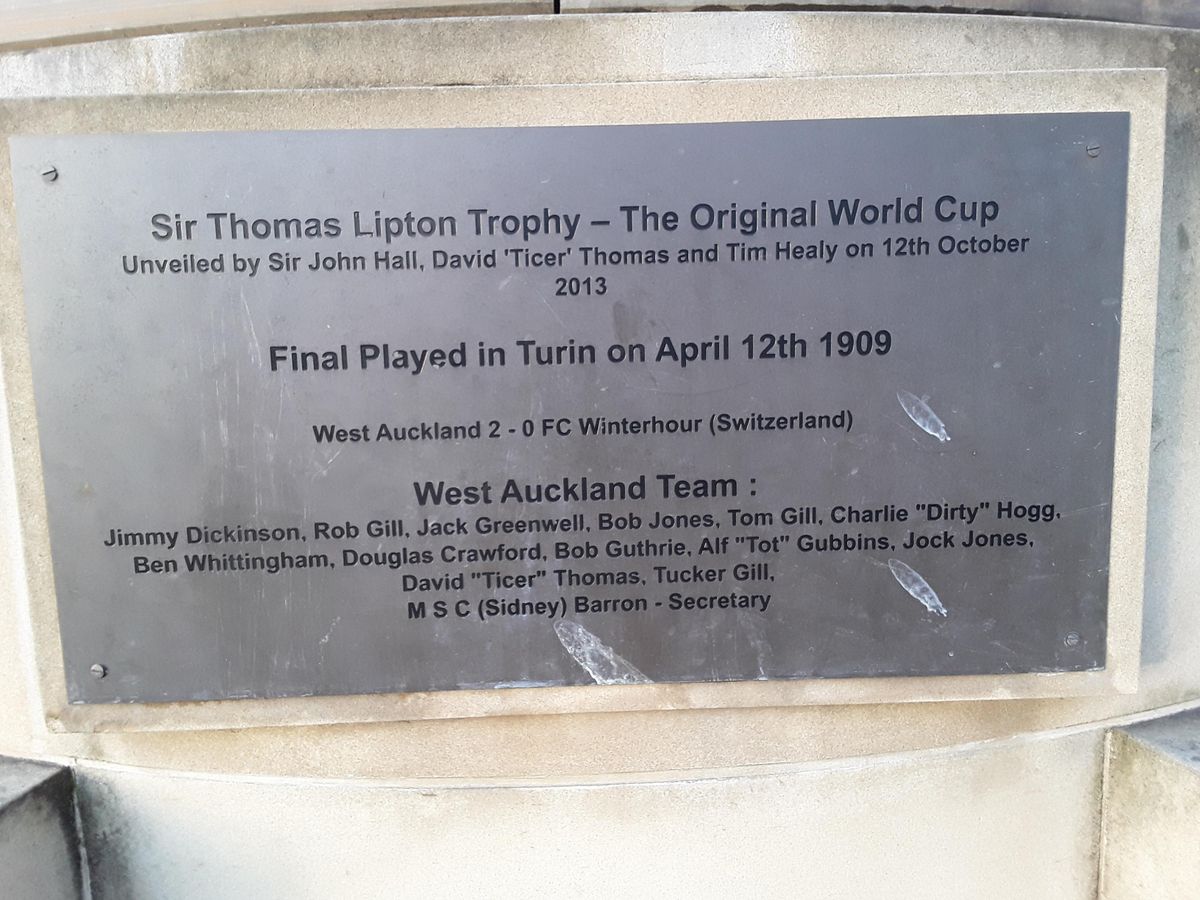 Sir Thomas Lipton Trophy – The Original World Cup
Unveiled by Sir John Hall, David 'Ticer' Thomas and Tim Healy on 12th October
2013
Final Played in Turin on April 12th 1909
West Auckland 2 - 0 FC Winterhour (Switzerland)
West Auckland Team :
Jimmy Dickinson, Rob Gill, Jack Greenwell, Bob Jones, Tom Gill, Charlie "Dirty" Hogg,
Ben Whittingham, Douglas Crawford, Bob Guthrie, Alf "Tot" Gubbins, Jock Jones,
David "Ticer" Thomas, Tucker Gill,
M S C (Sidney) Barron - Secretary